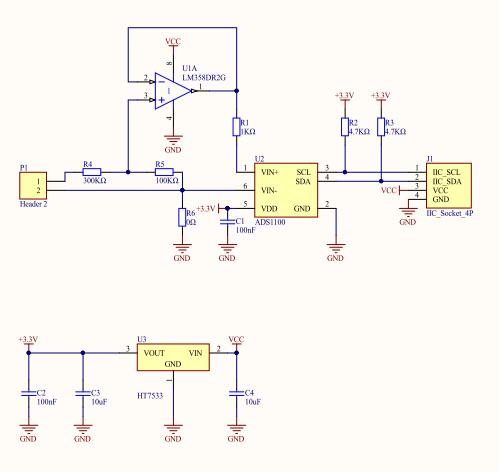 VCC
U1A
LM358DR2G
8
2
3
1
1
4
GND
+3.3V
+3.3V
R1
1KΩ
R2
4.7KΩ
R3
4.7KΩ
P1
1
2
Header 2
R4
300KΩ
R5
100KΩ
R6
0Ω
GND
U2
1 VIN+ SCL 3
SDA 4
6 VIN-
5 VDD GND 2
ADS1100
+3.3V
C1
100nF
GND
GND
J1
1 IIC_SCL
2 IIC_SDA
VCC 3 VCC
4 GND
IIC_Socket_4P
GND
+3.3V
U3
VCC
3 VOUT VIN 2
GND
1
HT7533
C2
100nF
C3
10uF
C4
10uF
GND
GND
GND
GND